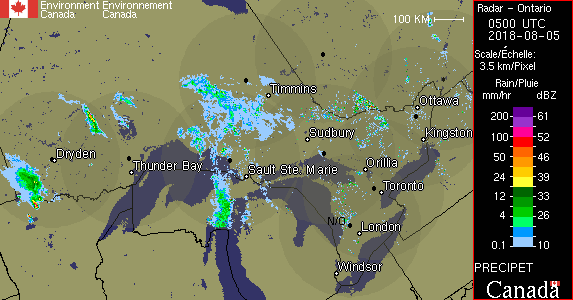 Environment Environnement
Canada Canada
100 KM
Timmins
Ottawa
Sudbury
Kingston
Dryden
Thunder Bay
Sault Ste. Marie
Orillia
Toronto
London
Windsor
Radar - Ontario
0500 UTC
2018-08-05
Scale/Échelle:
3.5 km/Pixel
Rain/Pluie
mm/hr dBZ
200 61
100 52
50 46
24 39
12 33
4 26
0.1 10
PRECIPET
Canada